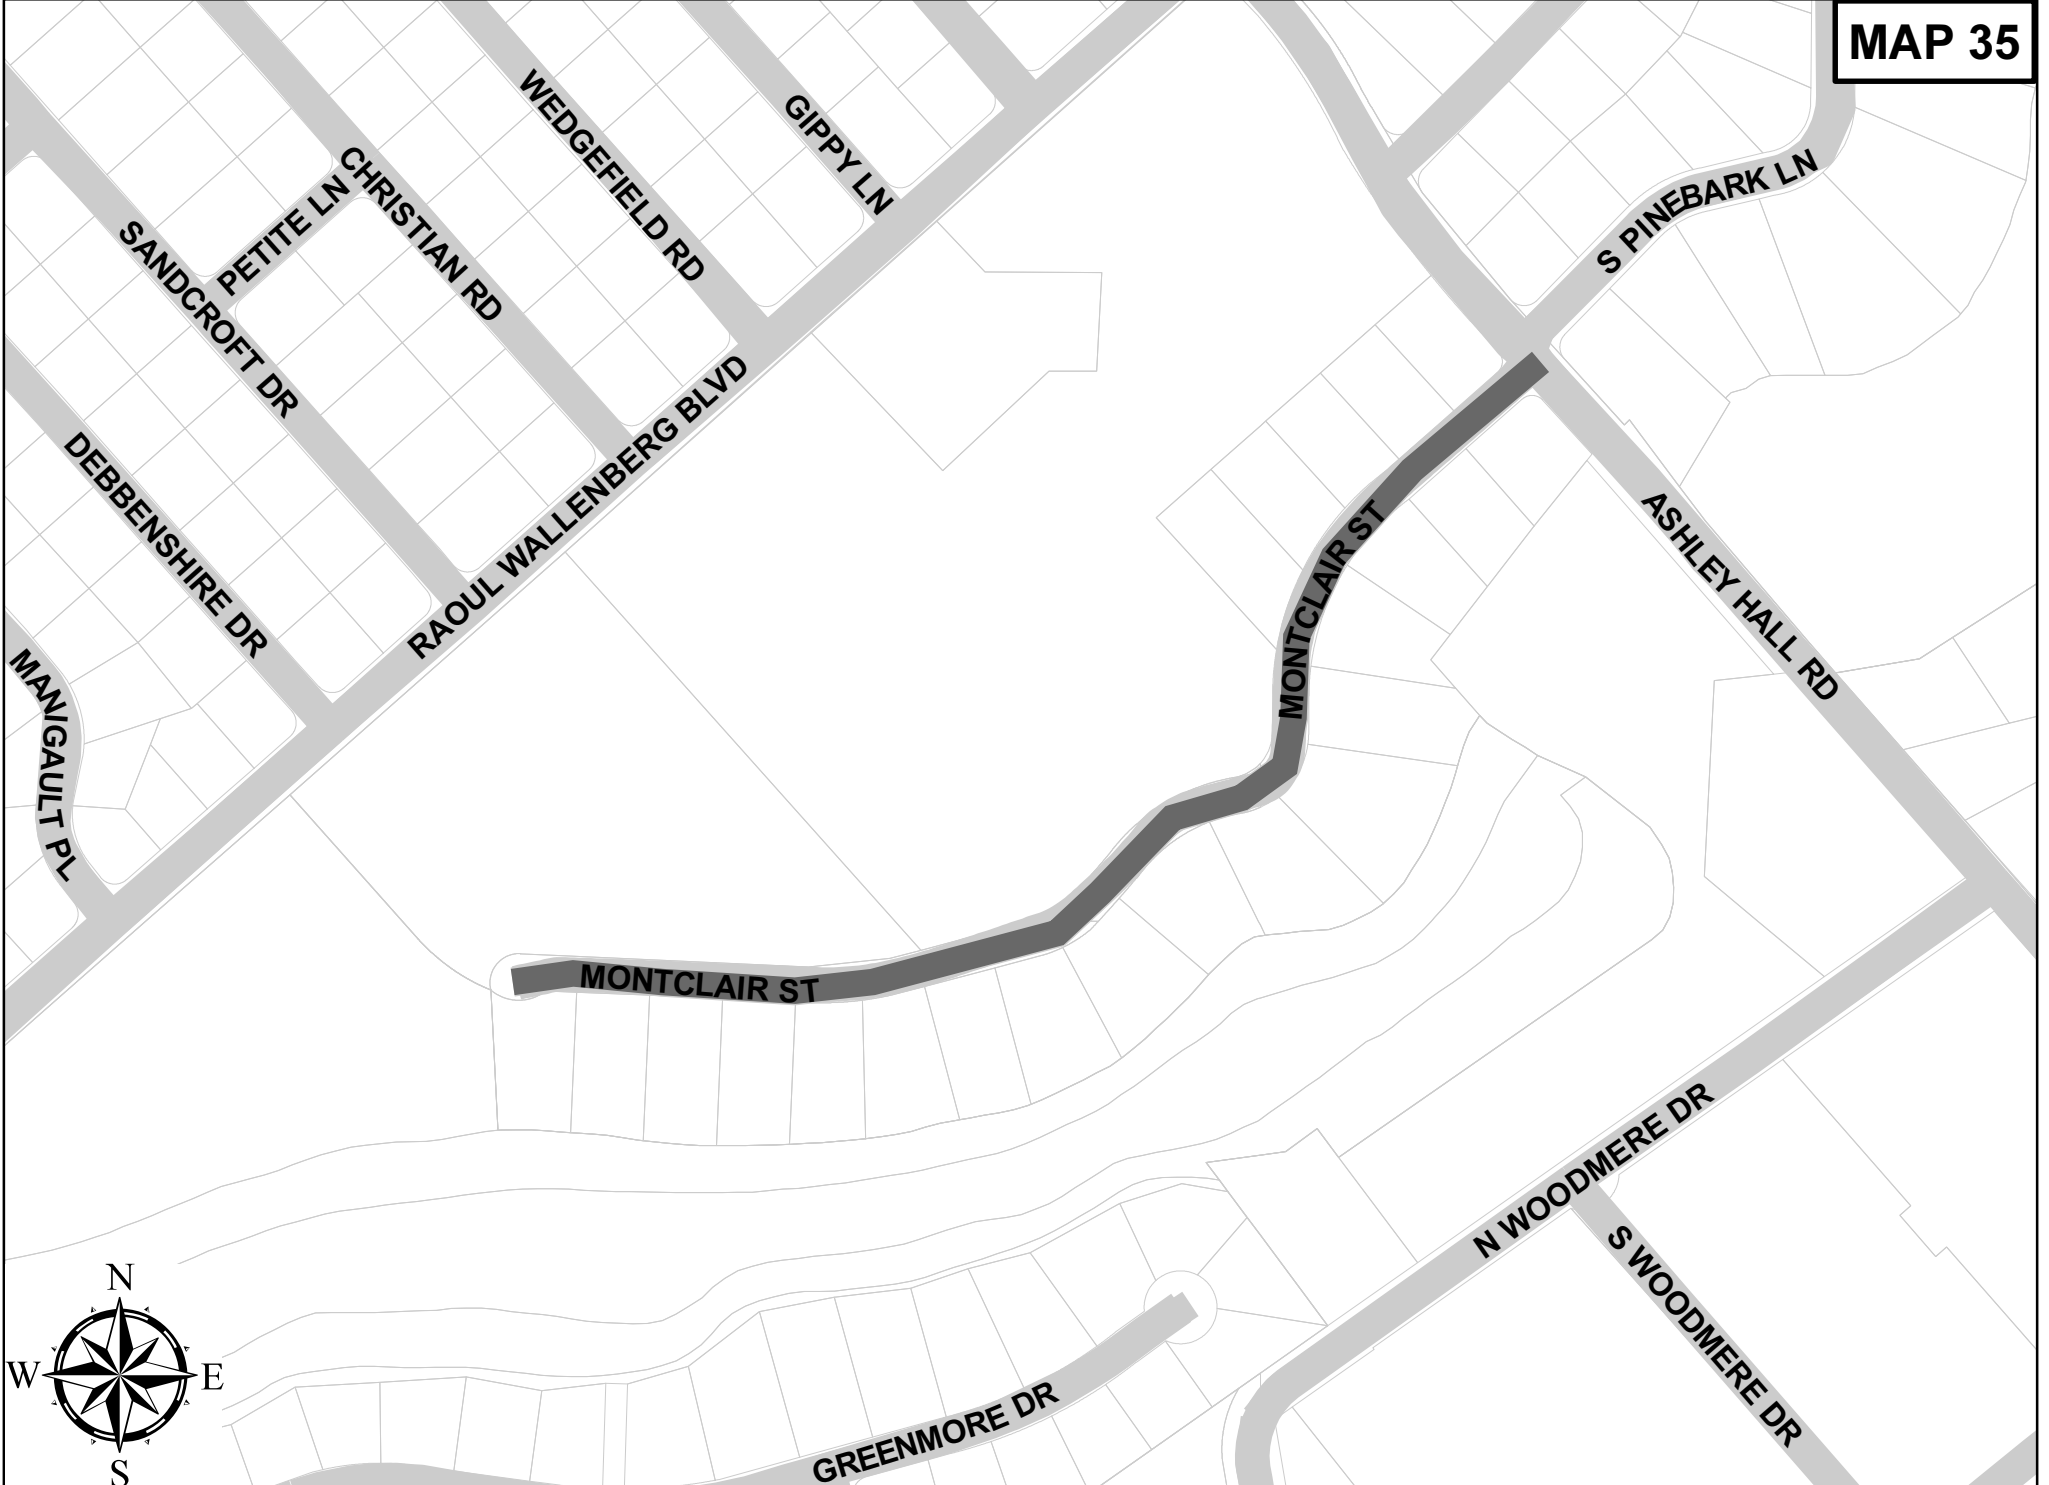 MAP 35
WEDGEFIELD RD
GIPPY LN
CHRISTIAN RD
PETITE LN
SANDCROFT DR
S PINEBARK LN
RAOUL WALLENBERG BLVD
DEBBENSHIRE DR
MANIGAULT PL
MONTCLAIR ST
ASHLEY HALL RD
MONTCLAIR ST
N WOODMERE DR
S WOODMERE DR
GREENMORE DR
N
W
E
S